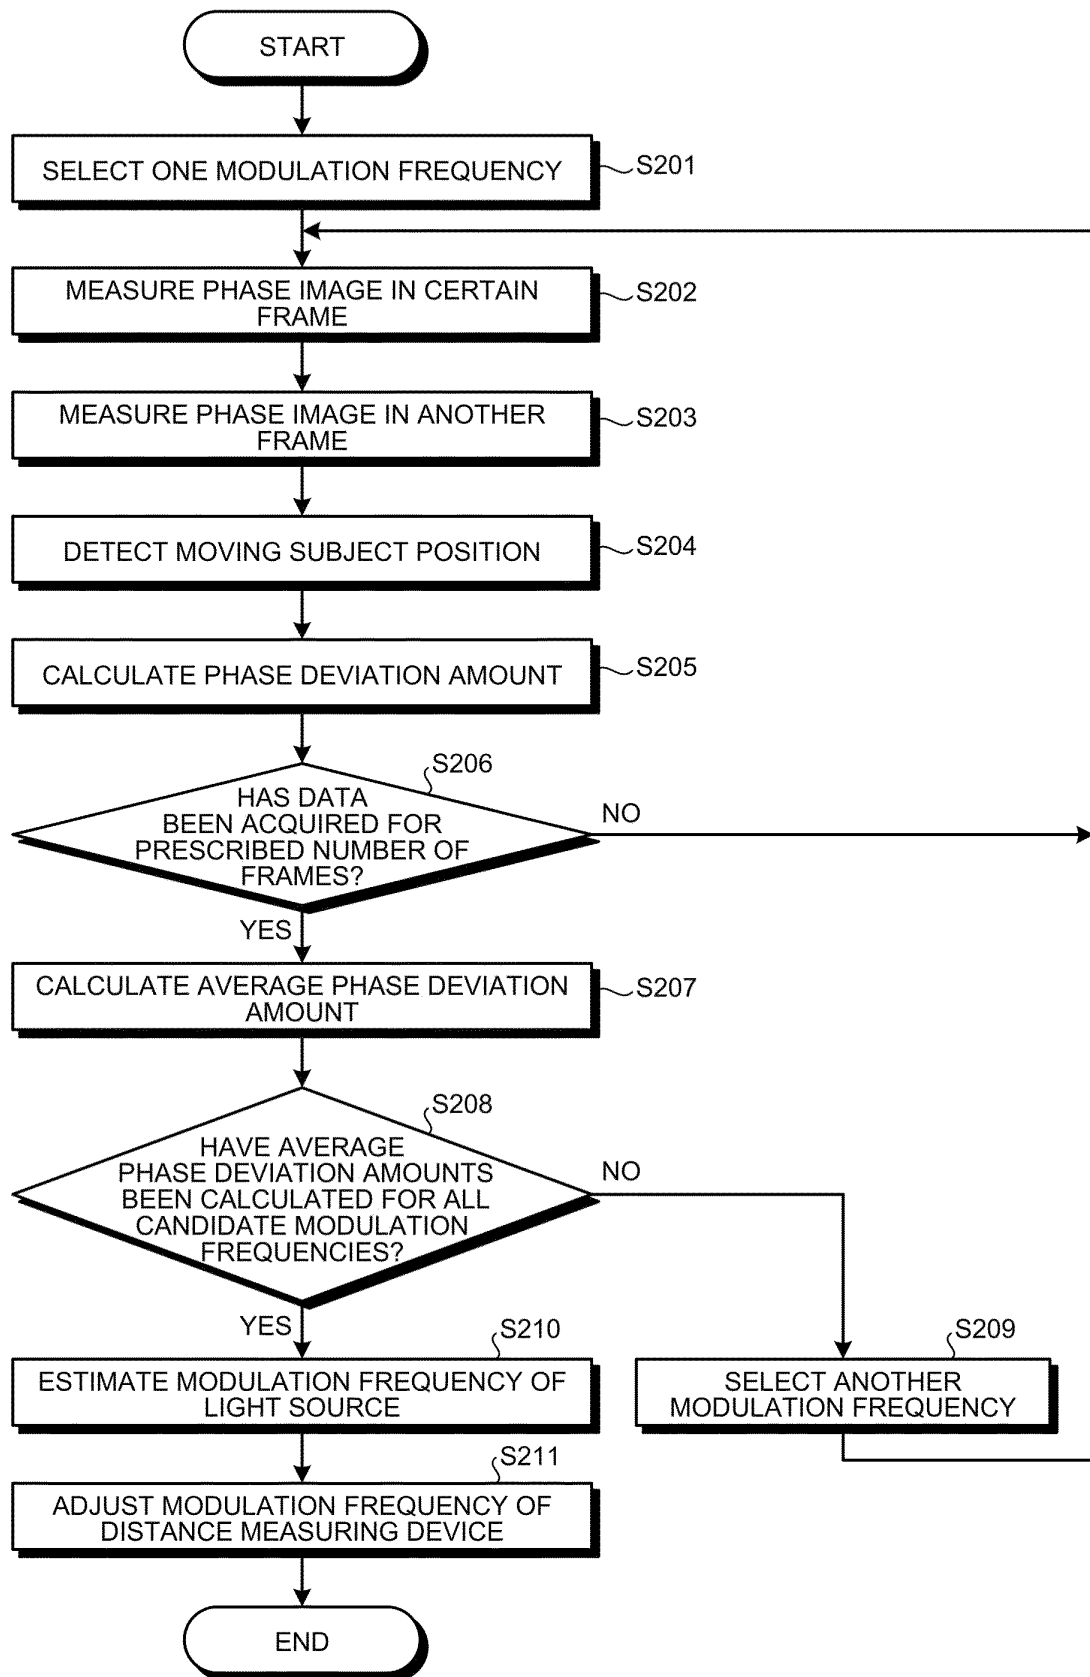 START
SELECT ONE MODULATION FREQUENCY
S201
MEASURE PHASE IMAGE IN CERTAIN
FRAME
S202
MEASURE PHASE IMAGE IN ANOTHER
FRAME
S203
DETECT MOVING SUBJECT POSITION
S204
CALCULATE PHASE DEVIATION AMOUNT
S205
S206
HAS DATA
BEEN ACQUIRED FOR
PRESCRIBED NUMBER OF
FRAMES?
NO
YES
CALCULATE AVERAGE PHASE DEVIATION
AMOUNT
S207
S208
HAVE AVERAGE
PHASE DEVIATION AMOUNTS
BEEN CALCULATED FOR ALL
CANDIDATE MODULATION
FREQUENCIES?
NO
YES
S210
ESTIMATE MODULATION FREQUENCY OF
LIGHT SOURCE
S209
SELECT ANOTHER
MODULATION FREQUENCY
S211
ADJUST MODULATION FREQUENCY OF
DISTANCE MEASURING DEVICE
END